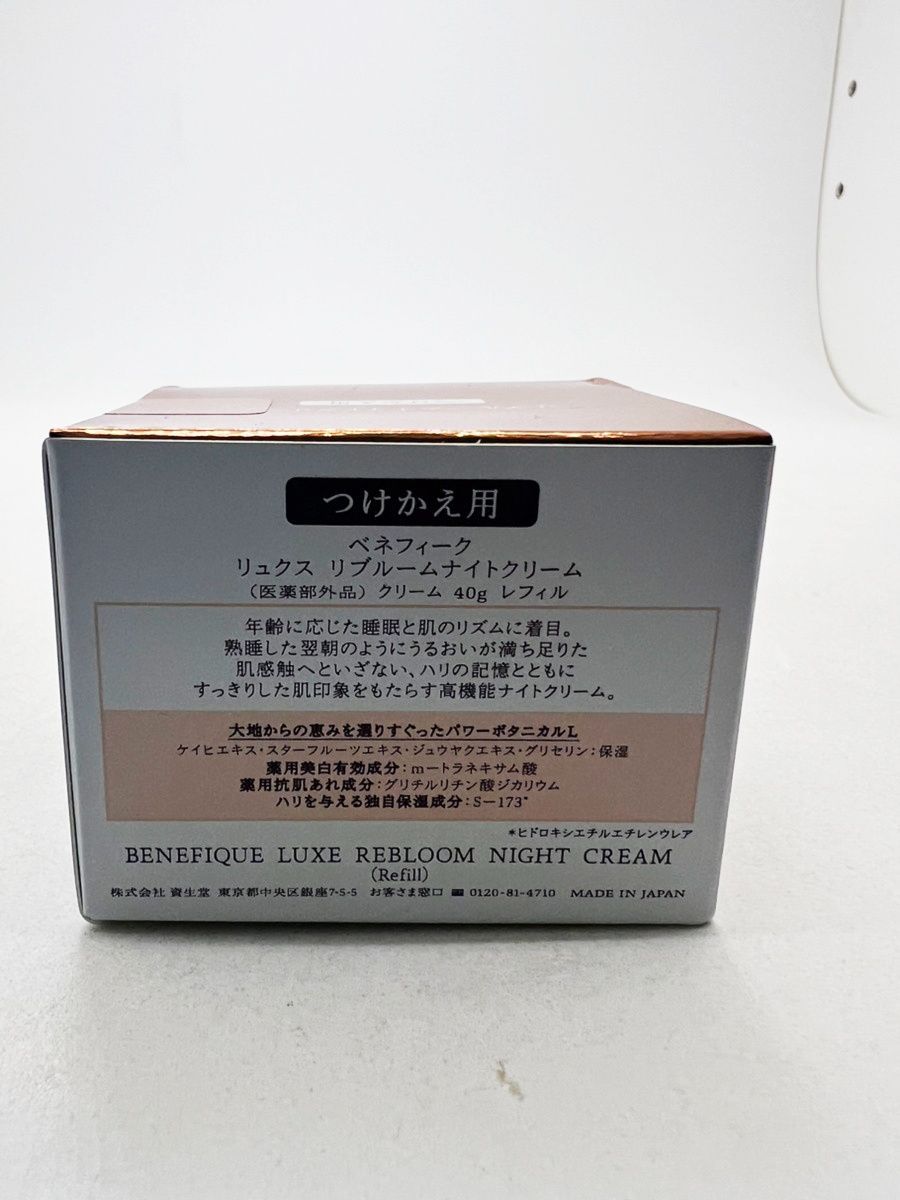 つけかえ用
ベネフィーク
リュクス リブルームナイトクリーム
（医薬部外品）クリーム 40g レフィル
年齢に応じた睡眠と肌のリズムに着目。
熟睡した翌朝のようにうるおいが満ち足りた
肌感触へといざない、ハリの記憶とともに
すっきりした肌印象をもたらす高機能ナイトクリーム。
大地からの恵みを選りすぐったパワーボタニカルL
ケイヒエキス・スターフルーツエキス・ジュウヤクエキス・グリセリン：保湿
薬用美白有効成分：m－トラネキサム酸
薬用抗肌あれ成分：グリチルリチン酸ジカリウム
ハリを与える独自保湿成分：S－173*
*ヒドロキシエチルエチレンウレア
BENEFIQUE LUXE REBLOOM NIGHT CREAM
(Refill)
株式会社 資生堂 東京都中央区銀座7-5-5 お客さま窓口 0120-81-4710 MADE IN JAPAN